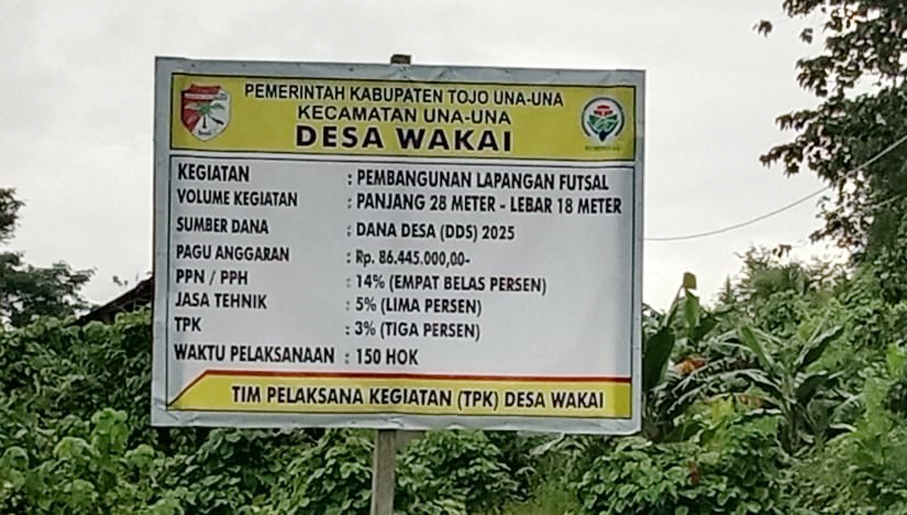 PEMERINTAH KABUPATEN TOJO UNA-UNA
KECAMATAN UNA-UNA
DESA WAKAI
KEGIATAN : PEMBANGUNAN LAPANGAN FUTSAL
VOLUME KEGIATAN : PANJANG 28 METER - LEBAR 18 METER
SUMBER DANA : DANA DESA (DDS) 2025
PAGU ANGGARAN : Rp. 86.445.000,00-
PPN / PPH : 14% (EMPAT BELAS PERSEN)
JASA TEHNIK : 5% (LIMA PERSEN)
TPK : 3% (TIGA PERSEN)
WAKTU PELAKSANAAN : 150 HOK
TIM PELAKSANA KEGIATAN (TPK) DESA WAKAI